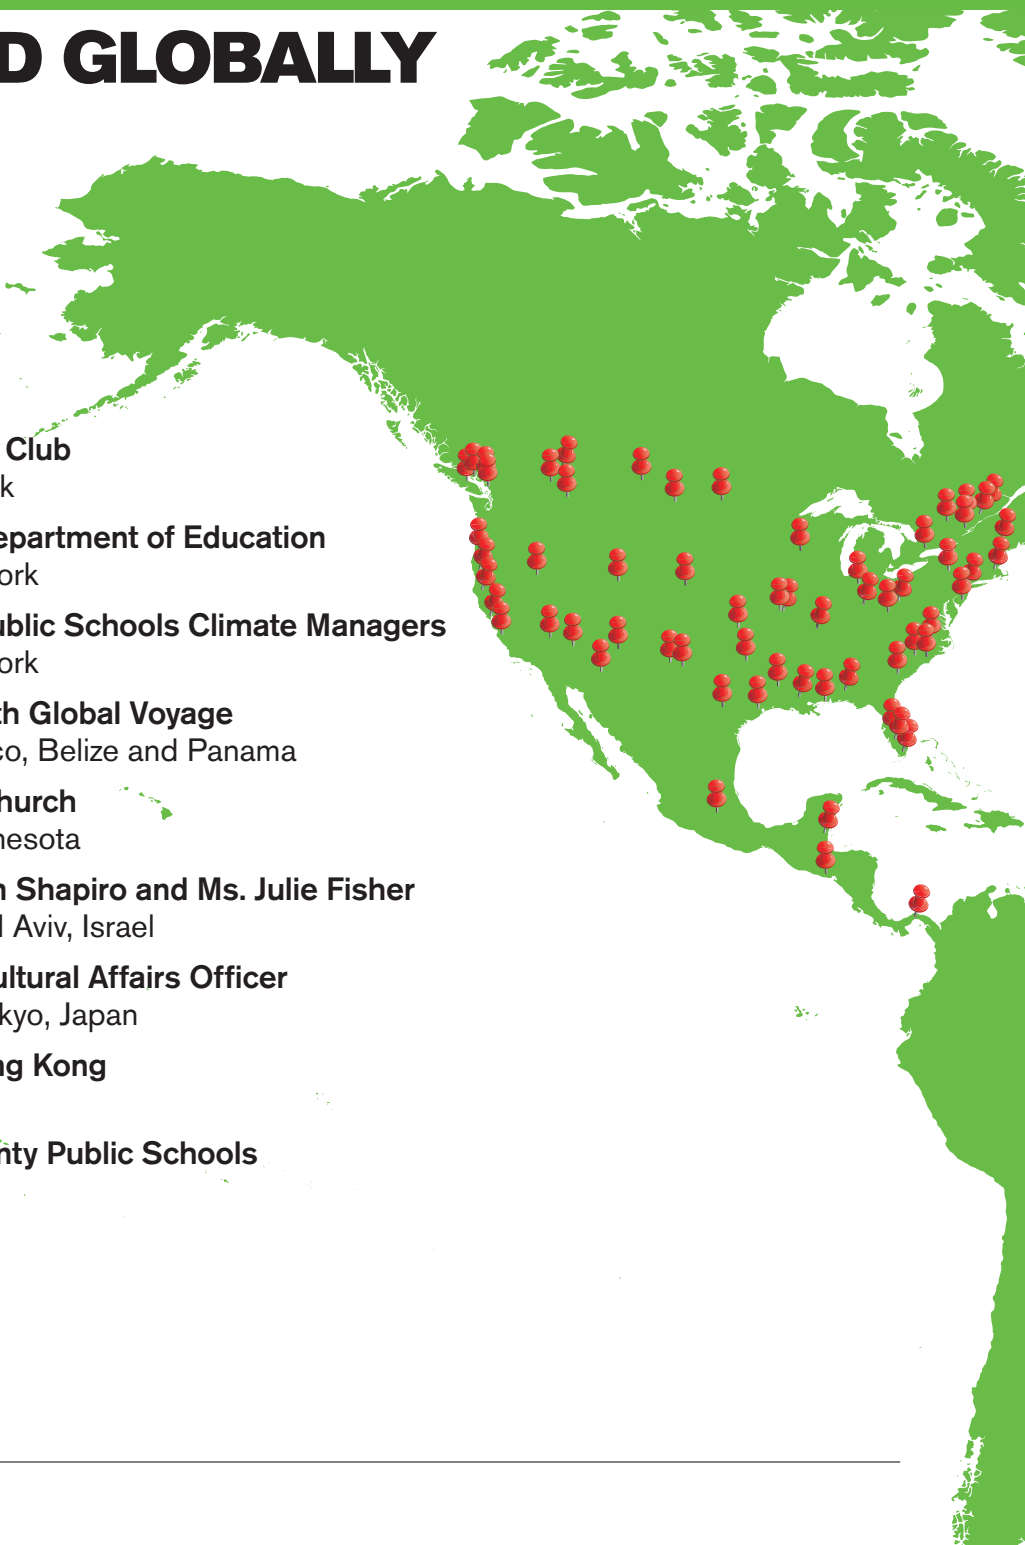 D GLOBALLY
Club
k
epartment of Education
ork
ublic Schools Climate Managers
ork
th Global Voyage
co, Belize and Panama
hurch
nesota
n Shapiro and Ms. Julie Fisher
l Aviv, Israel
ultural Affairs Officer
kyo, Japan
ng Kong
nty Public Schools